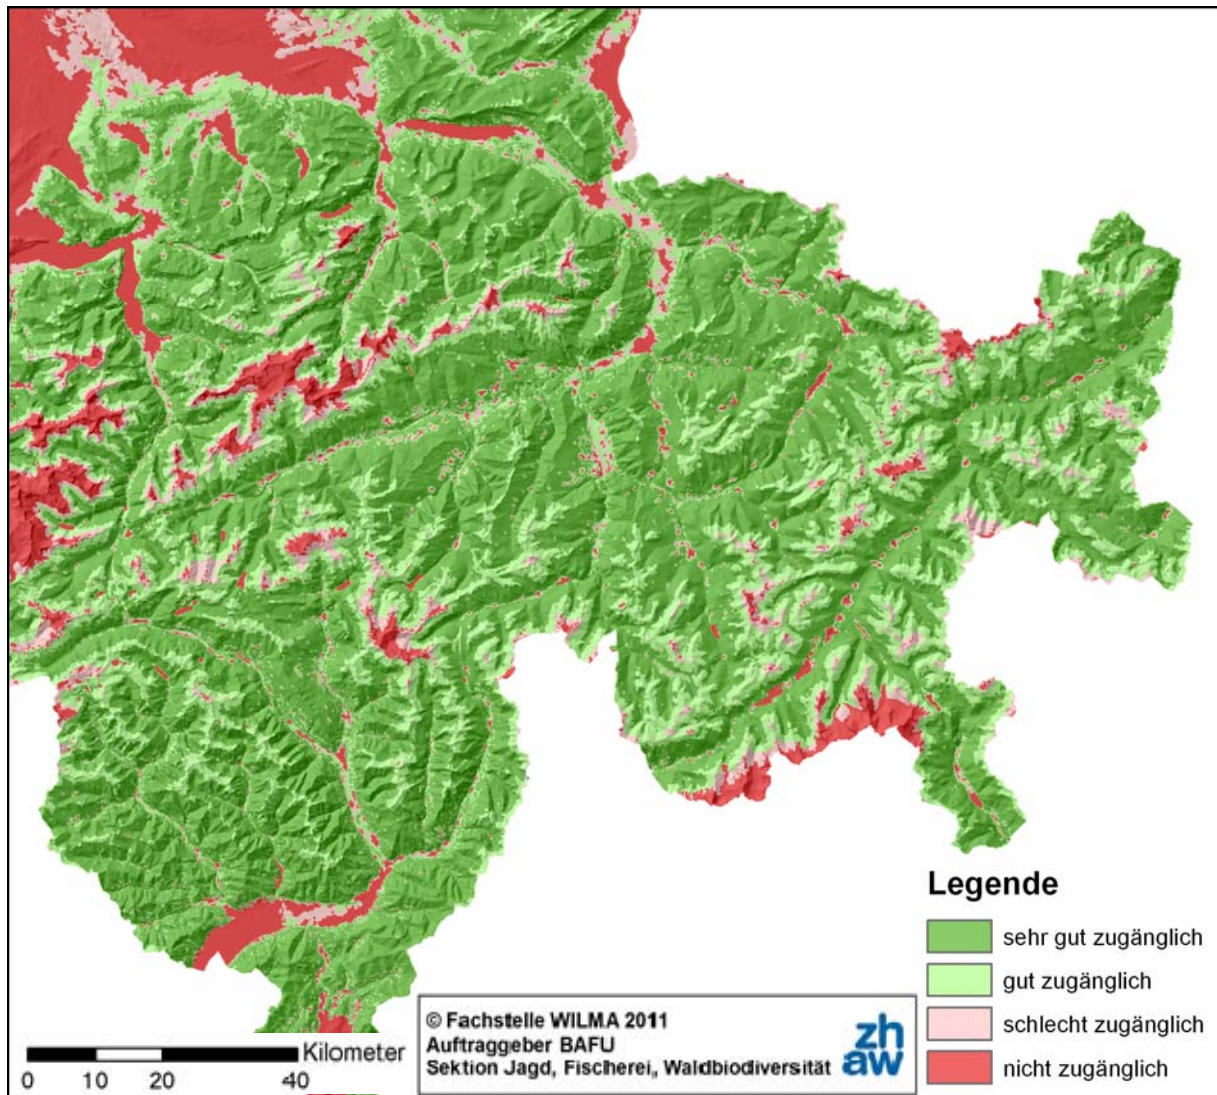 Legende
sehr gut zugänglich
gut zugänglich
schlecht zugänglich
nicht zugänglich
© Fachstelle WILMA 2011
Auftraggeber BAFU
Sektion Jagd, Fischerei, Waldbiodiversität
zh
aw
Kilometer
0 10 20 40